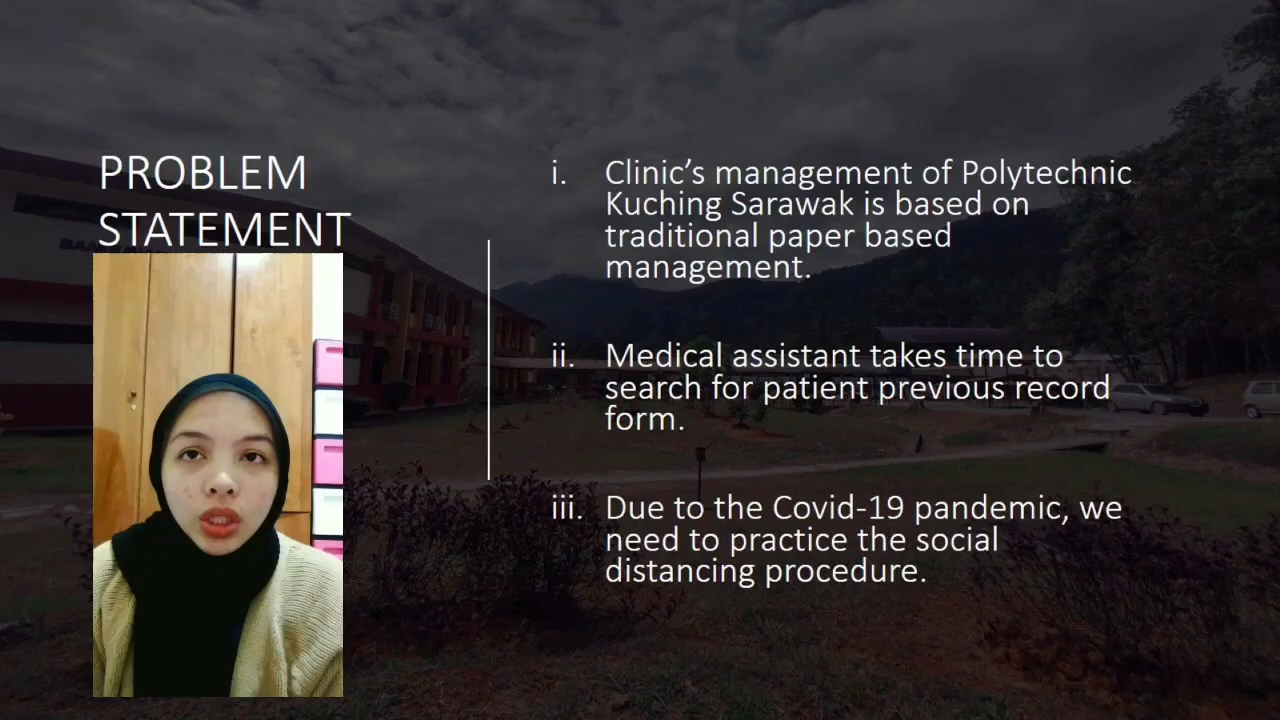 PROBLEM
STATEMENT
i. Clinic’s management of Polytechnic
Kuching Sarawak is based on
traditional paper based
management.
ii. Medical assistant takes time to
search for patient previous record
form.
iii. Due to the Covid-19 pandemic, we
need to practice the social
distancing procedure.